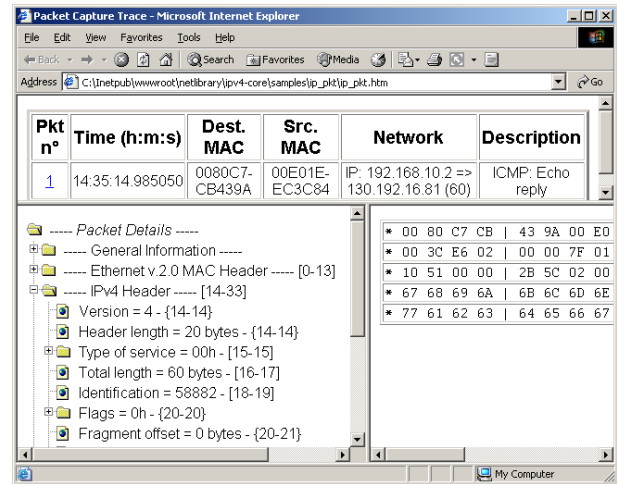 Packet Capture Trace - Microsoft Internet Explorer
File Edit View Favorites Tools Help
Back Search Favorites Media
Address C:\Inetpub\wwwroot\netlibrary\ipv4-core\samples\ip_pkt\ip_pkt.htm Go
Pkt n° Time (h:m:s) Dest. MAC Src. MAC Network Description
1 14:35:14.985050 0080C7-CB439A 00E01E-EC3C84 IP: 192.168.10.2 => 130.192.16.81 (60) ICMP: Echo reply
----- Packet Details -----
----- General Information -----
----- Ethernet v.2.0 MAC Header ----- [0-13]
----- IPv4 Header ----- [14-33]
Version = 4 - {14-14}
Header length = 20 bytes - {14-14}
Type of service = 00h - [15-15]
Total length = 60 bytes - [16-17]
Identification = 58882 - [18-19]
Flags = 0h - {20-20}
Fragment offset = 0 bytes - {20-21}
* 00 80 C7 CB | 43 9A 00 E0
* 00 3C E6 02 | 00 00 7F 01
* 10 51 00 00 | 2B 5C 02 00
* 67 68 69 6A | 6B 6C 6D 6E
* 77 61 62 63 | 64 65 66 67
My Computer